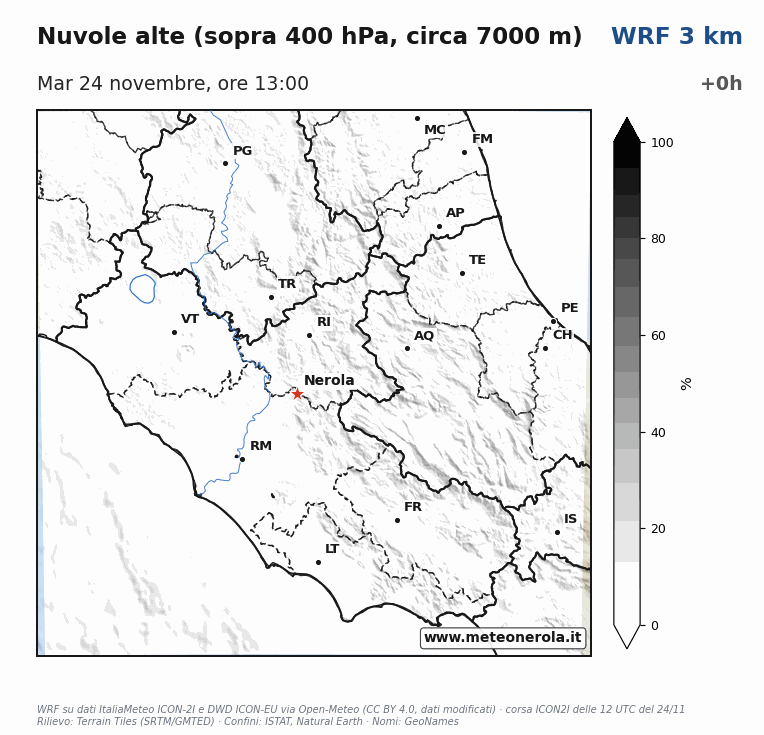 Nuvole alte (sopra 400 hPa, circa 7000 m) WRF 3 km
Mar 24 novembre, ore 13:00 +0h
MC
FM
PG
AP
TE
TR
PE
VT
RI
AQ
CH
Nerola
RM
FR
IS
LT
www.meteonerola.it
100
80
60
40
20
0
%
WRF su dati ItaliaMeteo ICON-2I e DWD ICON-EU via Open-Meteo (CC BY 4.0, dati modificati) · corsa ICON2I delle 12 UTC del 24/11
Rilievo: Terrain Tiles (SRTM/GMTED) · Confini: ISTAT, Natural Earth · Nomi: GeoNames